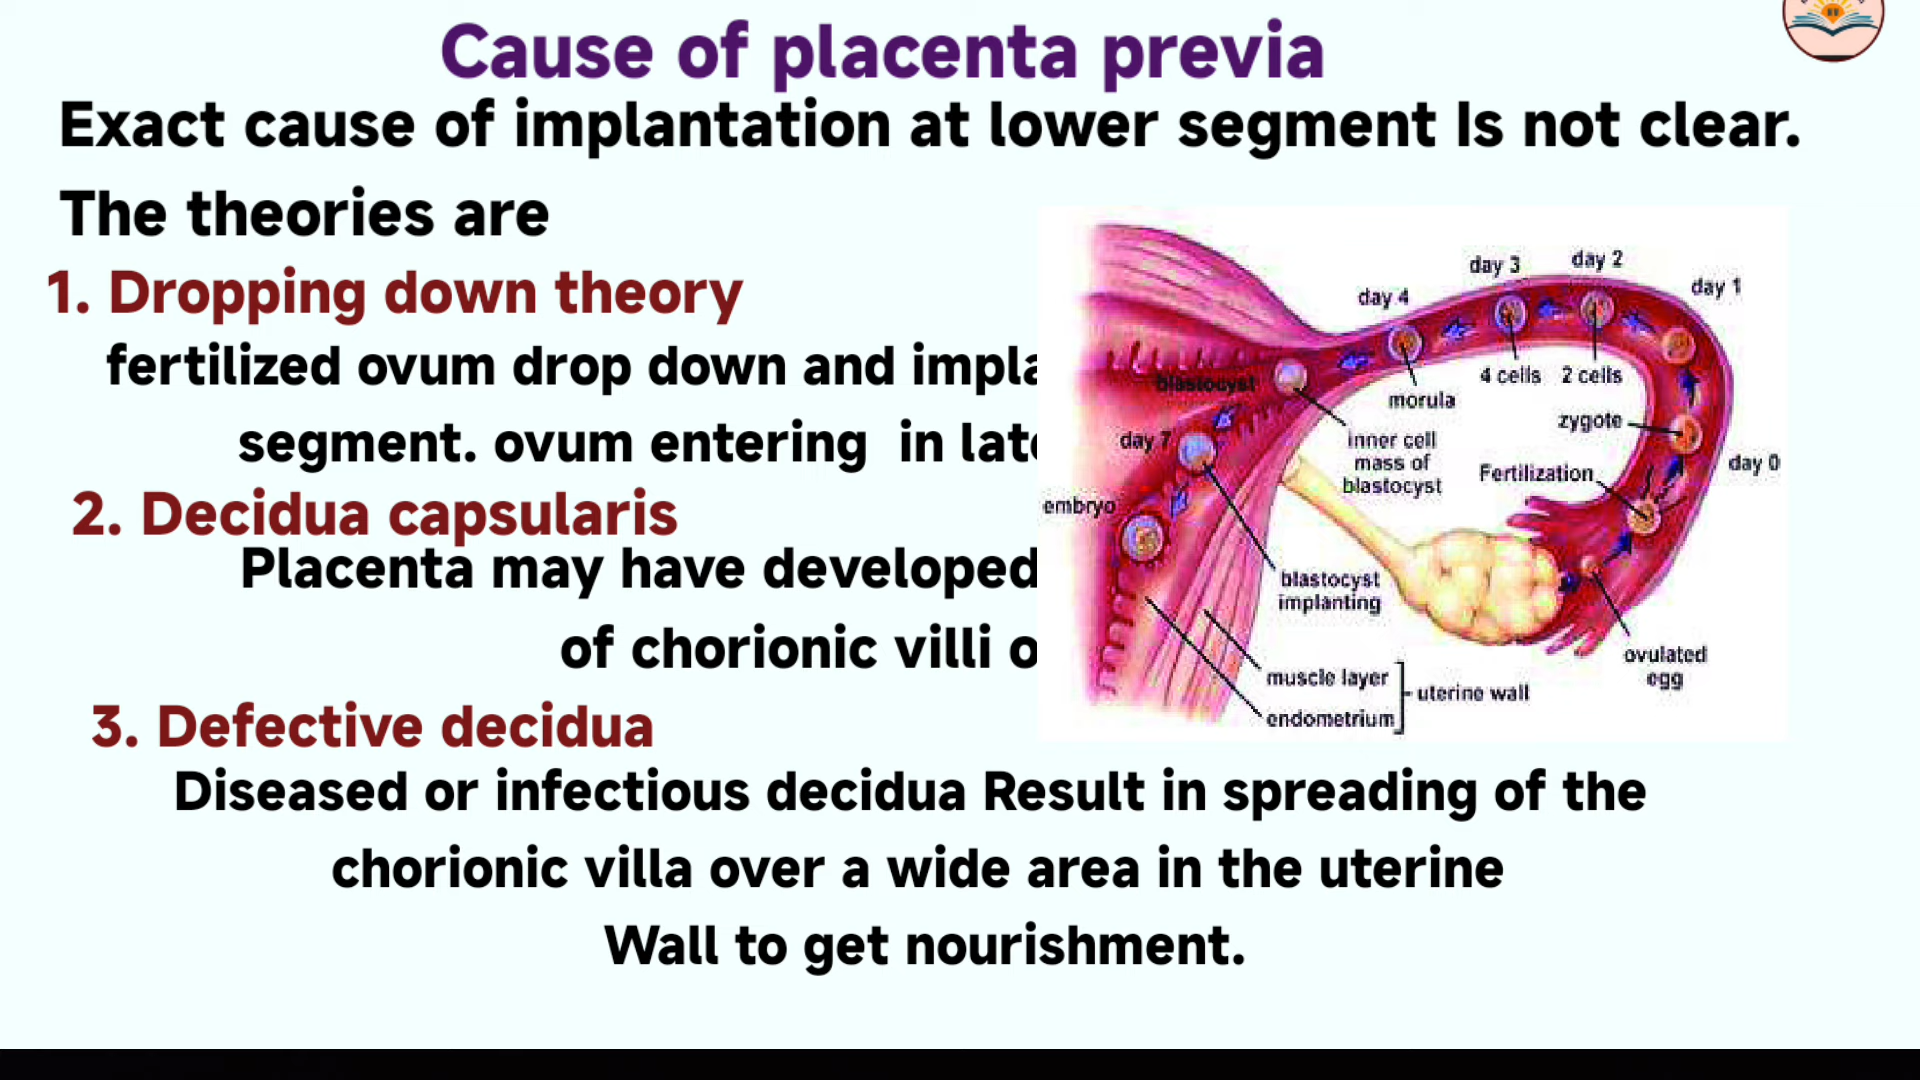 Cause of placenta previa
Exact cause of implantation at lower segment Is not clear.
The theories are
1. Dropping down theory
fertilized ovum drop down and
segment. ovum entering in
2. Decidua capsularis
Placenta may have developed
of chorionic villi
3. Defective decidua
Diseased or infectious decidua Result in spreading of the
chorionic villa over a wide area in the uterine
Wall to get nourishment.
day 4
day 3
day 2
day 1
day 0
blastocyst
morula
4 cells
2 cells
zygote
Fertilization
inner cell
mass of
blastocyst
day 7
embryo
blastocyst
implanting
muscle layer
endometrium
uterine wall
ovulated
egg